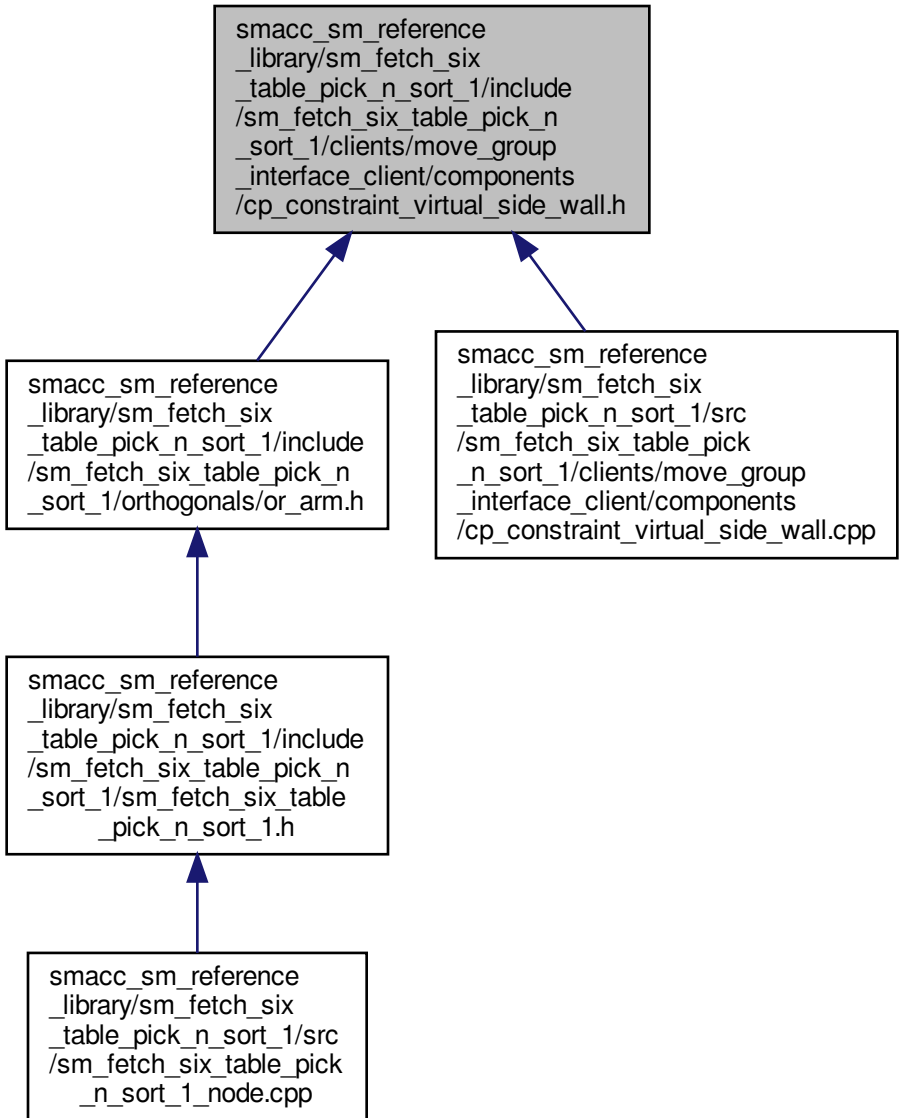 smacc_sm_reference
_library/sm_fetch_six
_table_pick_n_sort_1/include
/sm_fetch_six_table_pick_n
_sort_1/clients/move_group
_interface_client/components
/cp_constraint_virtual_side_wall.h
smacc_sm_reference
_library/sm_fetch_six
_table_pick_n_sort_1/include
/sm_fetch_six_table_pick_n
_sort_1/orthogonals/or_arm.h
smacc_sm_reference
_library/sm_fetch_six
_table_pick_n_sort_1/src
/sm_fetch_six_table_pick
_n_sort_1/clients/move_group
_interface_client/components
/cp_constraint_virtual_side_wall.cpp
smacc_sm_reference
_library/sm_fetch_six
_table_pick_n_sort_1/include
/sm_fetch_six_table_pick_n
_sort_1/sm_fetch_six_table
_pick_n_sort_1.h
smacc_sm_reference
_library/sm_fetch_six
_table_pick_n_sort_1/src
/sm_fetch_six_table_pick
_n_sort_1_node.cpp